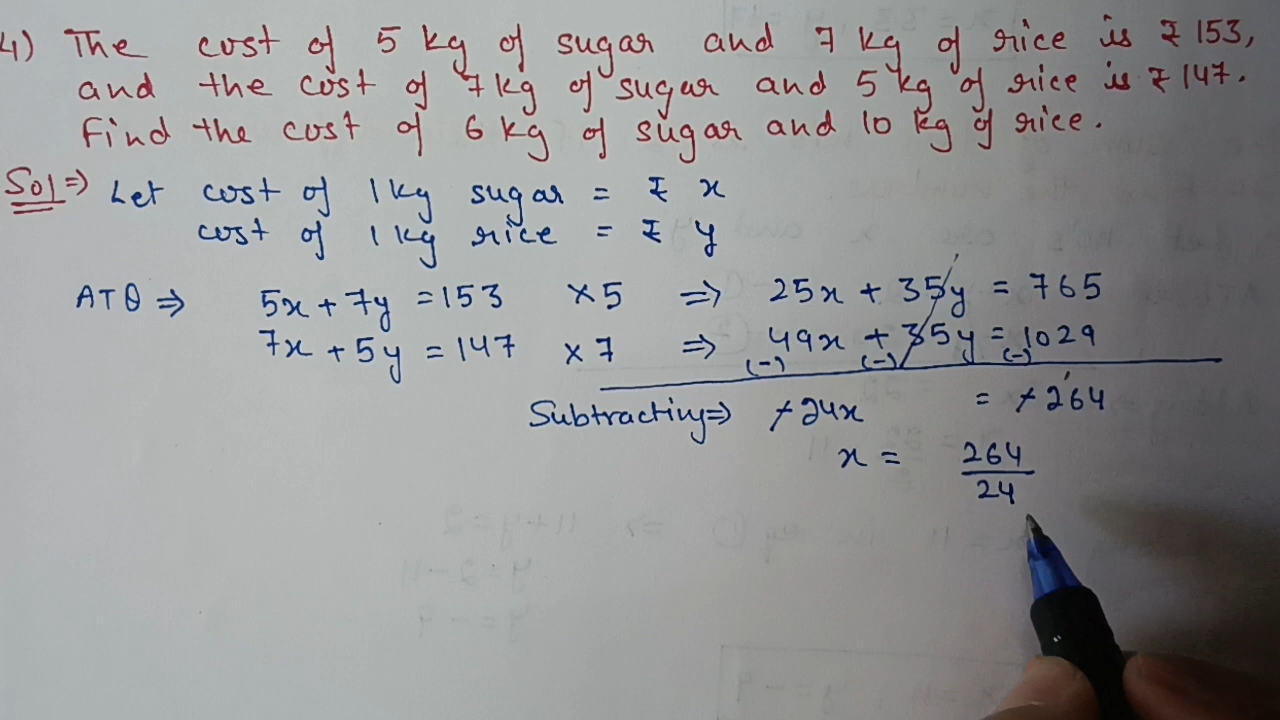 4) The cost of 5 kg of sugar and 7 kg of rice is ₹ 153,
and the cost of 7 kg of sugar and 5 kg of rice is ₹ 147.
Find the cost of 6 kg of sugar and 10 kg of rice.
Sol ⇒ Let cost of 1 kg sugar = ₹ x
cost of 1 kg rice = ₹ y
ATQ ⇒ 5x + 7y = 153 × 5 ⇒ 25x + 35y = 765
7x + 5y = 147 × 7 ⇒ 49x + 35y = 1029
(-) (-) (-)
Subtracting ⇒ -24x = -264
x = 264
24